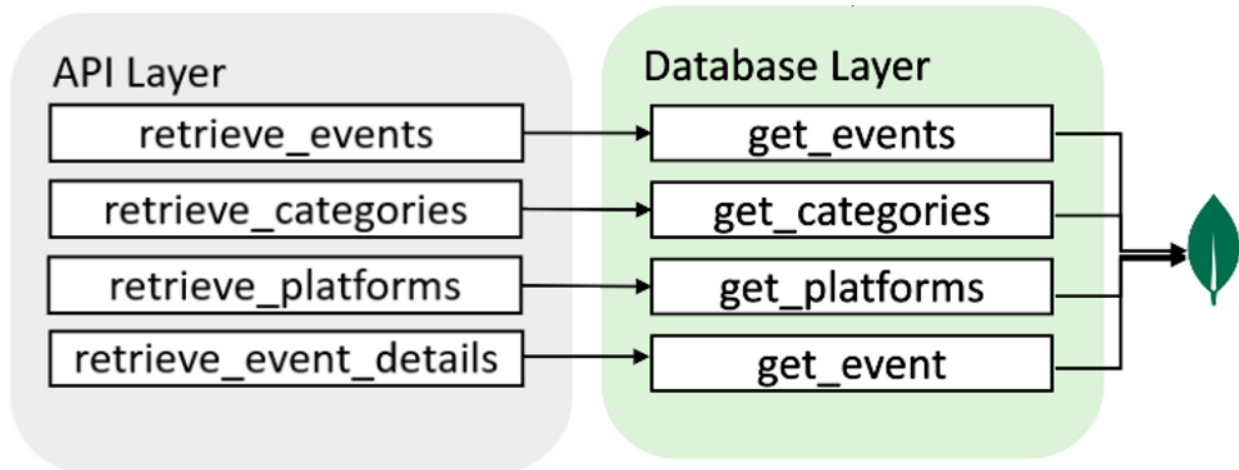 API Layer
retrieve_events
retrieve_categories
retrieve_platforms
retrieve_event_details
Database Layer
get_events
get_categories
get_platforms
get_event